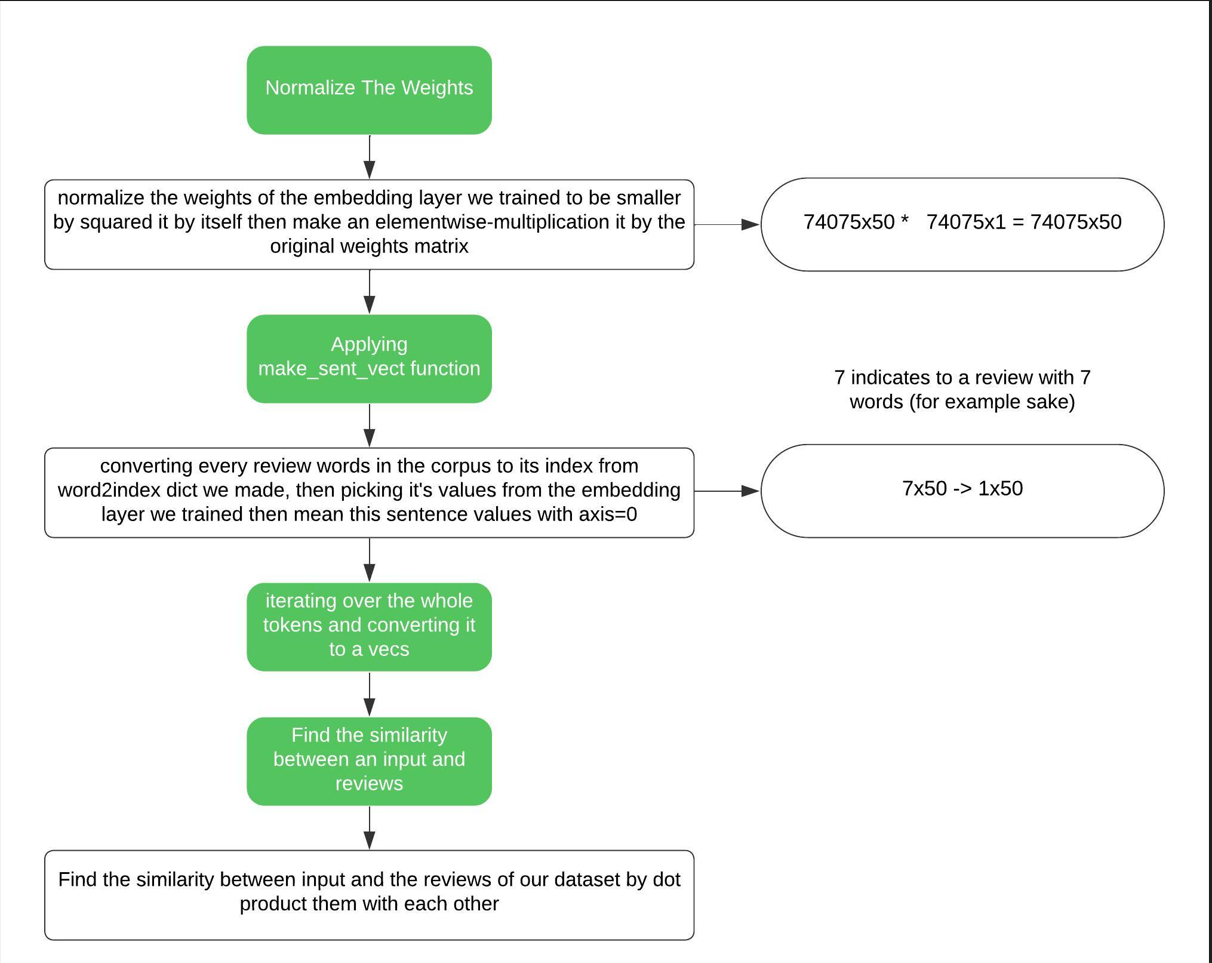 Normalize The Weights
normalize the weights of the embedding layer we trained to be smaller
by squared it by itself then make an elementwise-multiplication it by the
original weights matrix
74075x50 * 74075x1 = 74075x50
Applying
make_sent_vect function
7 indicates to a review with 7
words (for example sake)
converting every review words in the corpus to its index from
word2index dict we made, then picking it's values from the embedding
layer we trained then mean this sentence values with axis=0
7x50 -> 1x50
iterating over the whole
tokens and converting it
to a vecs
Find the similarity
between an input and
reviews
Find the similarity between input and the reviews of our dataset by dot
product them with each other